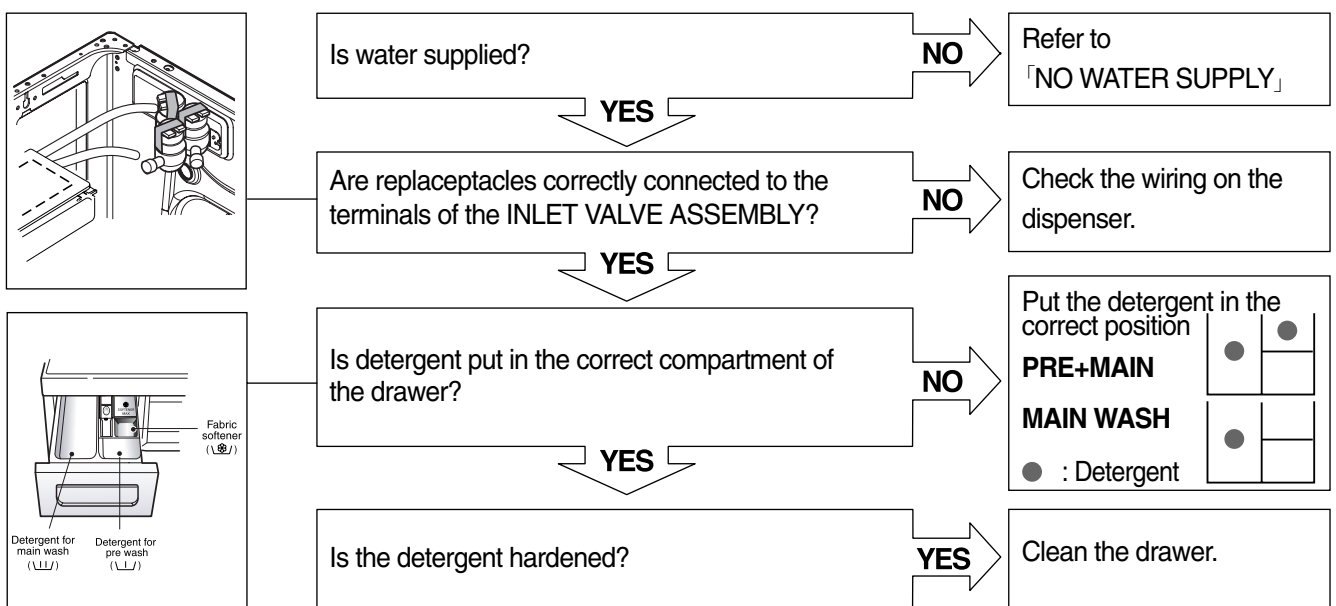 Is water supplied?
NO
Refer to
「NO WATER SUPPLY」
YES
Are replaceptacles correctly connected to the
terminals of the INLET VALVE ASSEMBLY?
NO
Check the wiring on the
dispenser.
YES
Is detergent put in the correct compartment of
the drawer?
NO
Put the detergent in the
correct position
PRE+MAIN
MAIN WASH
: Detergent
YES
SOFTENER
MAX
Fabric
softener
Detergent for
main wash
Detergent for
pre wash
Is the detergent hardened?
YES
Clean the drawer.